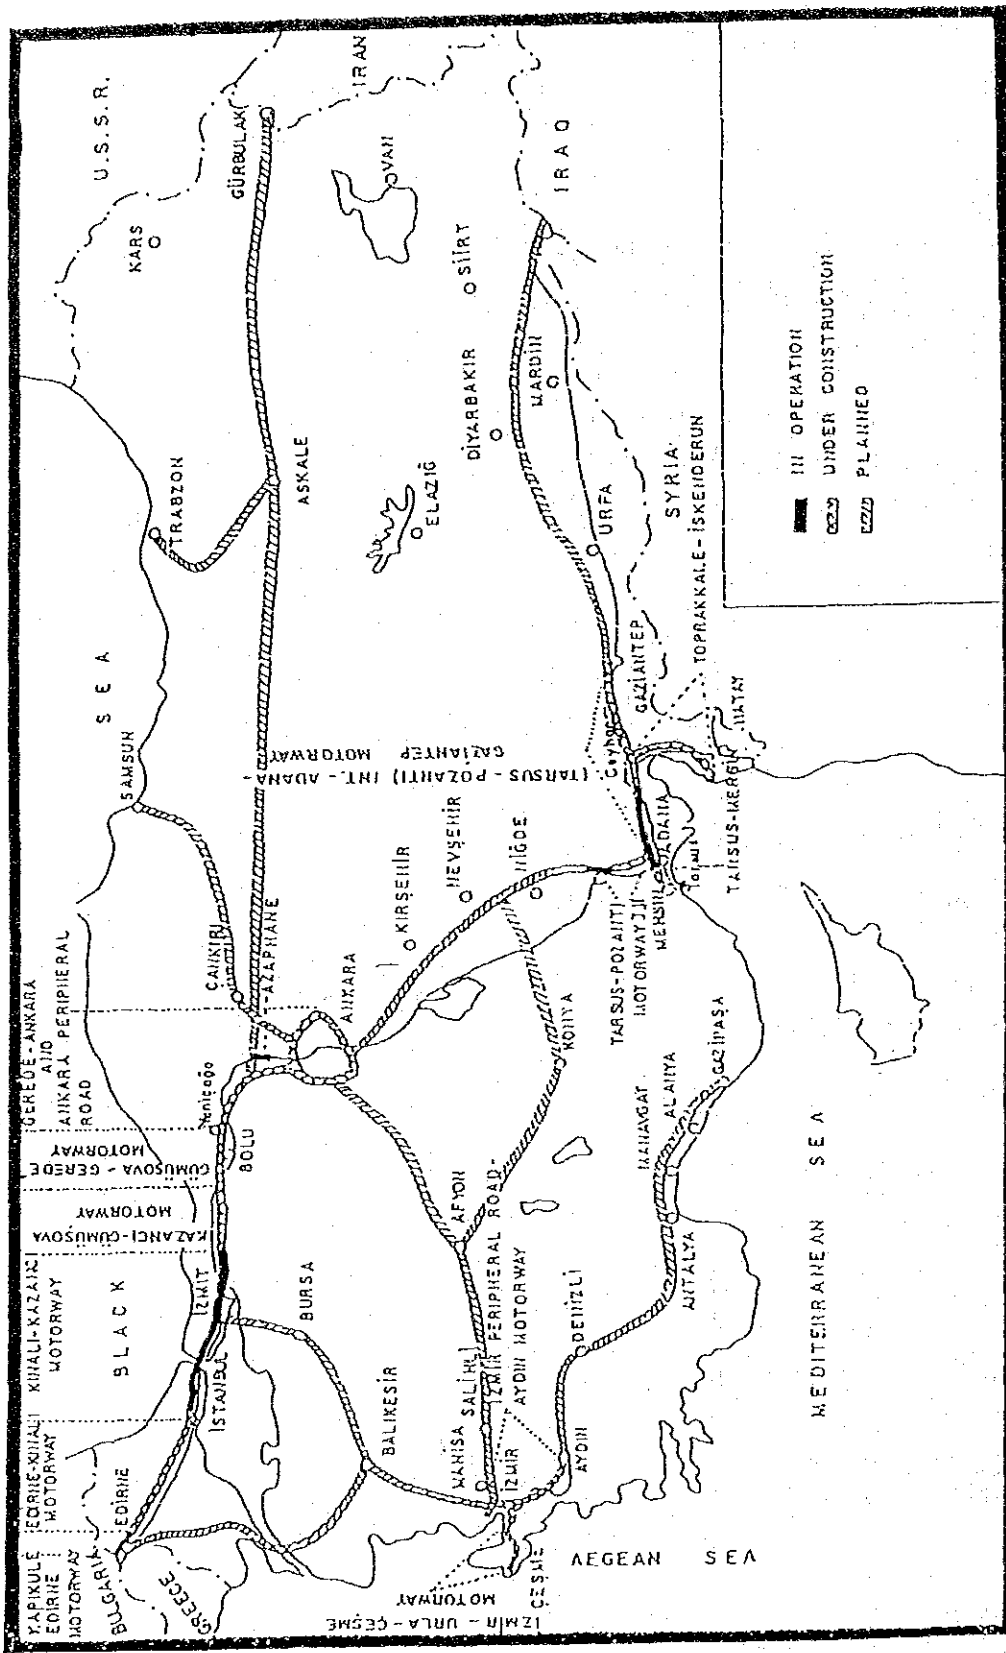 KAPIKULE
EDİRNE
MOTORWAY
EDİRNE-KINALI
MOTORWAY
KINALI-KAZANCI
MOTORWAY
KAZANCI-GÜMÜŞOVA
MOTORWAY
GÜMÜŞOVA-GEREDE
MOTORWAY
GEREDE-ANKARA
AND
ANKARA PERIPHERAL
ROAD
BULGARIA
GREECE
BLACK
SEA
U.S.S.R.
IRAN
IRAQ
SYRIA
EDİRNE
İSTANBUL
İZMİT
BOLU
Yeniçağa
ÇANKIRI
SAMSUN
TRABZON
KARS
GÜRBULAK
AZAPHANE
ASKALE
ANKARA
KIRŞEHİR
NEVŞEHİR
NİĞDE
ELAZIĞ
VAN
SİİRT
DİYARBAKIR
MARDİN
URFA
GAZİANTEP
Ceyhan
(TARSUS - POZANTI) INT. - ADANA-
GAZİANTEP MOTORWAY
TOPRAKKALE-İSKENDERUN
HATAY
ADANA
Tarsus
TARSUS-MERSİN
MERSİN
TARSUS-POZANTI
MOTORWAY
KONYA
BURSA
BALIKESİR
AFYON
MANİSA
SALİHLİ
İZMİR PERIPHERAL ROAD-
AYDIN MOTORWAY
İZMİR
AYDIN
DENİZLİ
ANTALYA
MANAVGAT
ALANYA
GAZİPAŞA
ÇEŞME
İZMİR - URLA-ÇEŞME
MOTORWAY
AEGEAN SEA
MEDITERRANEAN SEA
IN OPERATION
UNDER CONSTRUCTION
PLANNED